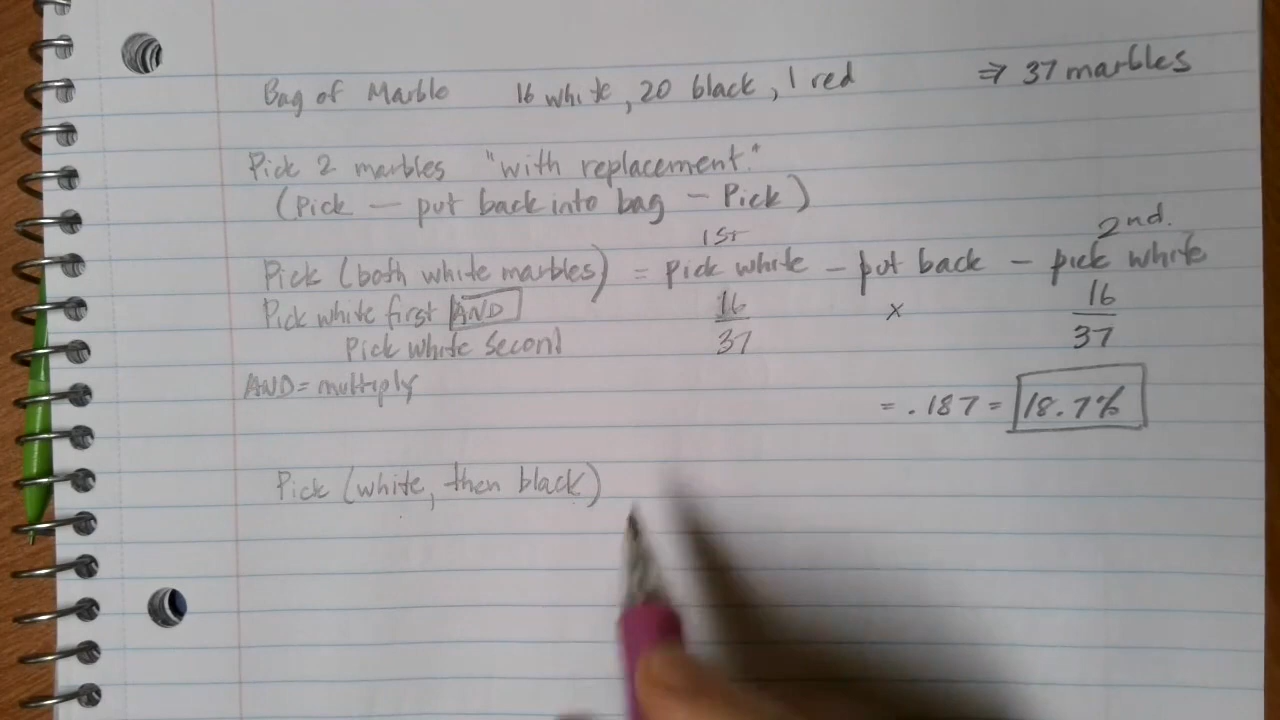 Bag of Marble 16 white, 20 black, 1 red ⇒ 37 marbles
Pick 2 marbles "with replacement."
(Pick — put back into bag — Pick)
1st 2nd.
Pick (both white marbles) = pick white — put back — pick white
Pick white first AND 16/37 x 16/37
Pick white second
AND = multiply
= .187 = 18.7%
Pick (white, then black)